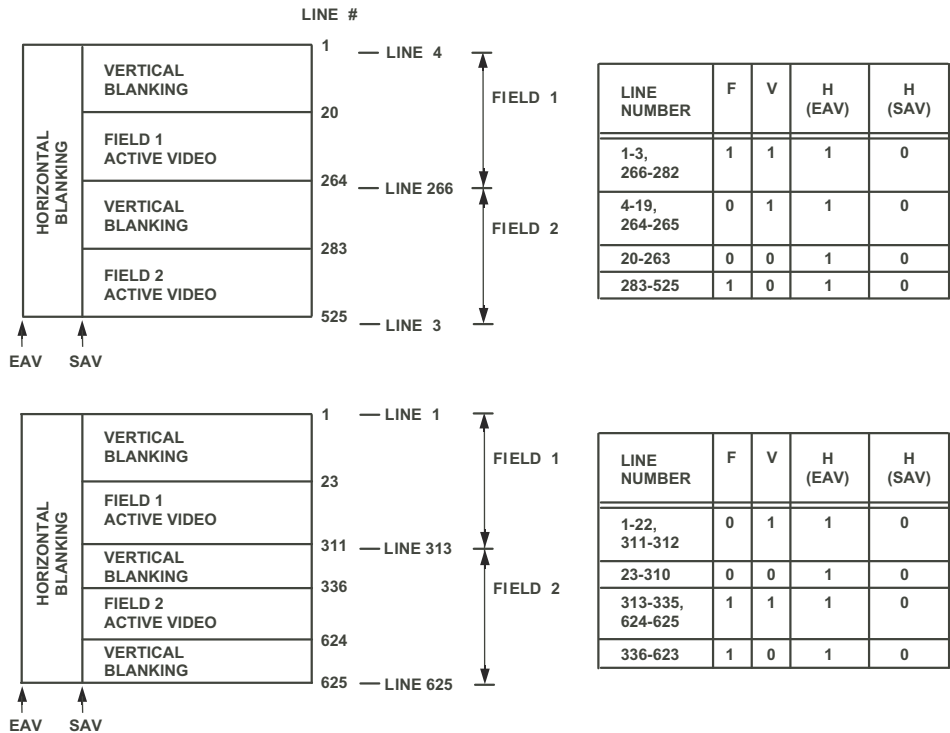 LINE #
1
LINE 4
VERTICAL
BLANKING
FIELD 1
20
FIELD 1
ACTIVE VIDEO
264
LINE 266
HORIZONTAL
BLANKING
VERTICAL
BLANKING
FIELD 2
283
FIELD 2
ACTIVE VIDEO
525
LINE 3
EAV SAV
LINE NUMBER F V H (EAV) H (SAV)
1-3, 266-282 1 1 1 0
4-19, 264-265 0 1 1 0
20-263 0 0 1 0
283-525 1 0 1 0
1
LINE 1
VERTICAL
BLANKING
FIELD 1
23
FIELD 1
ACTIVE VIDEO
311
LINE 313
HORIZONTAL
BLANKING
VERTICAL
BLANKING
336
FIELD 2
FIELD 2
ACTIVE VIDEO
624
VERTICAL
BLANKING
625
LINE 625
EAV SAV
LINE NUMBER F V H (EAV) H (SAV)
1-22, 311-312 0 1 1 0
23-310 0 0 1 0
313-335, 624-625 1 1 1 0
336-623 1 0 1 0